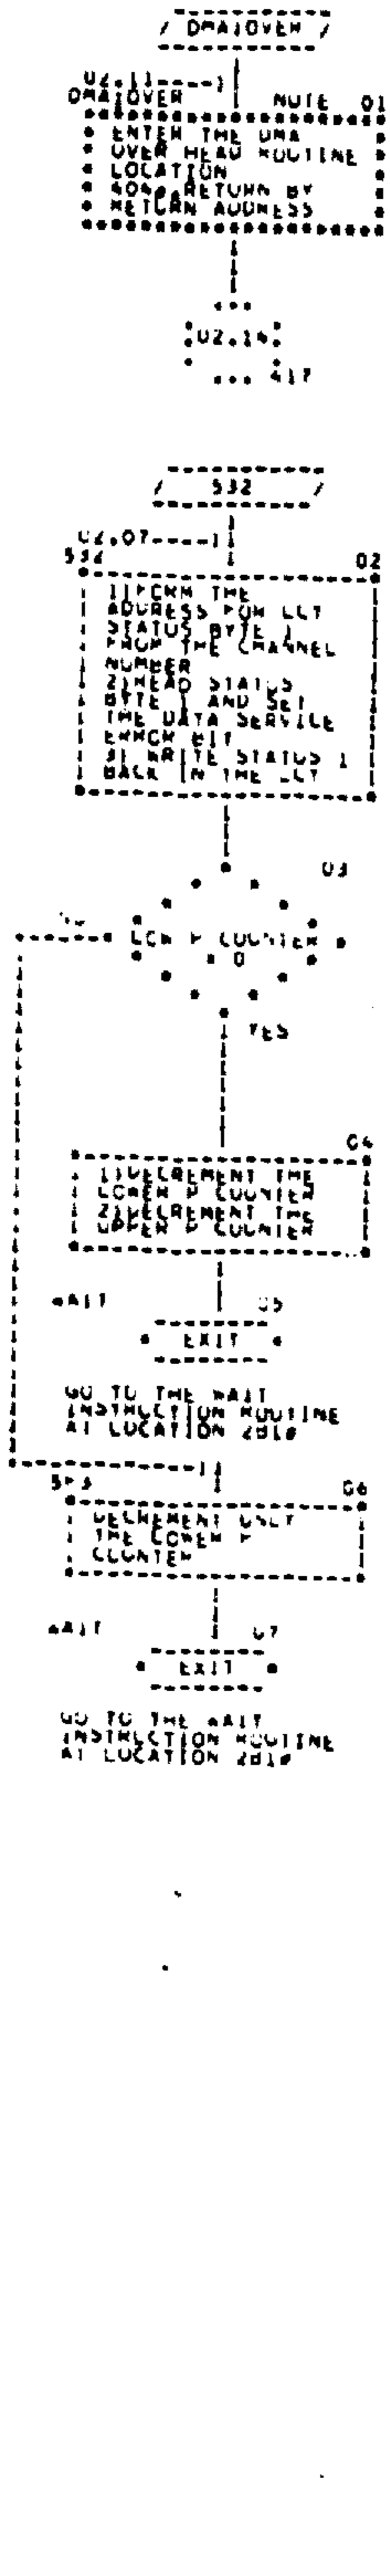 / DMAIOVER /
02.11----
DMAIOVER NOTE 01
ENTER THE DMA
OVER HEAD ROUTINE
LOCATION
RETURN BY
RETURN ADDRESS
02.14
417
/ 532 /
02.07----
532 02
1)FORM THE
ADDRESS FOR LCT
STATUS BYTE 1
FROM THE CHANNEL
NUMBER
2)READ STATUS
BYTE 1 AND SET
THE DATA SERVICE
ERROR BIT
3) WRITE STATUS 1
BACK IN THE LCT
03
LOW P COUNTER
0
YES
04
1)DECREMENT THE
LOWER P COUNTER
2)DECREMENT THE
UPPER P COUNTER
WAIT 05
EXIT
GO TO THE WAIT
INSTRUCTION ROUTINE
AT LOCATION 2B10
06
DECREMENT ONLY
THE LOWER P
COUNTER
WAIT 07
EXIT
GO TO THE WAIT
INSTRUCTION ROUTINE
AT LOCATION 2B10